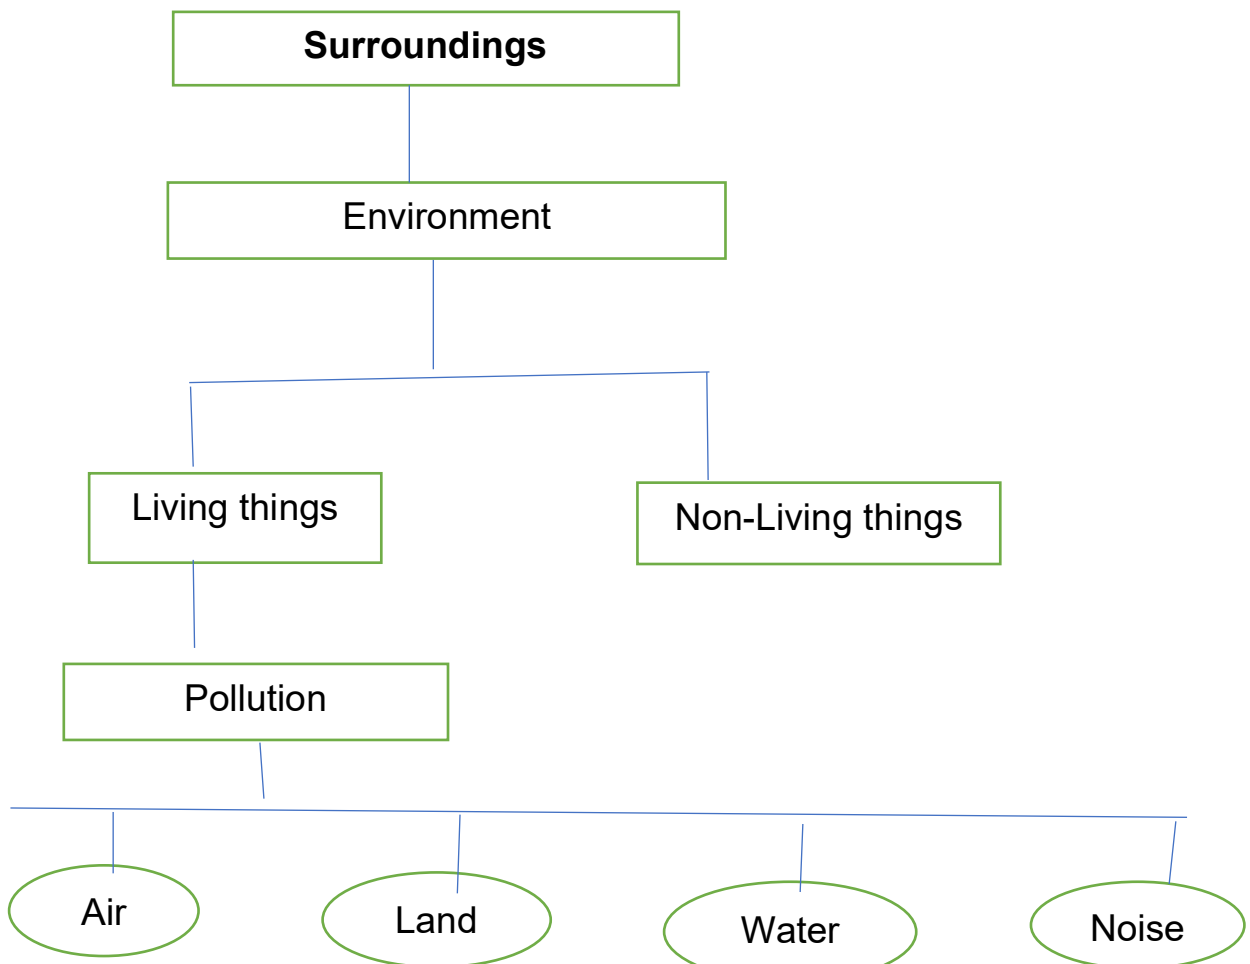 Surroundings
Environment
Living things
Non-Living things
Pollution
Air
Land
Water
Noise